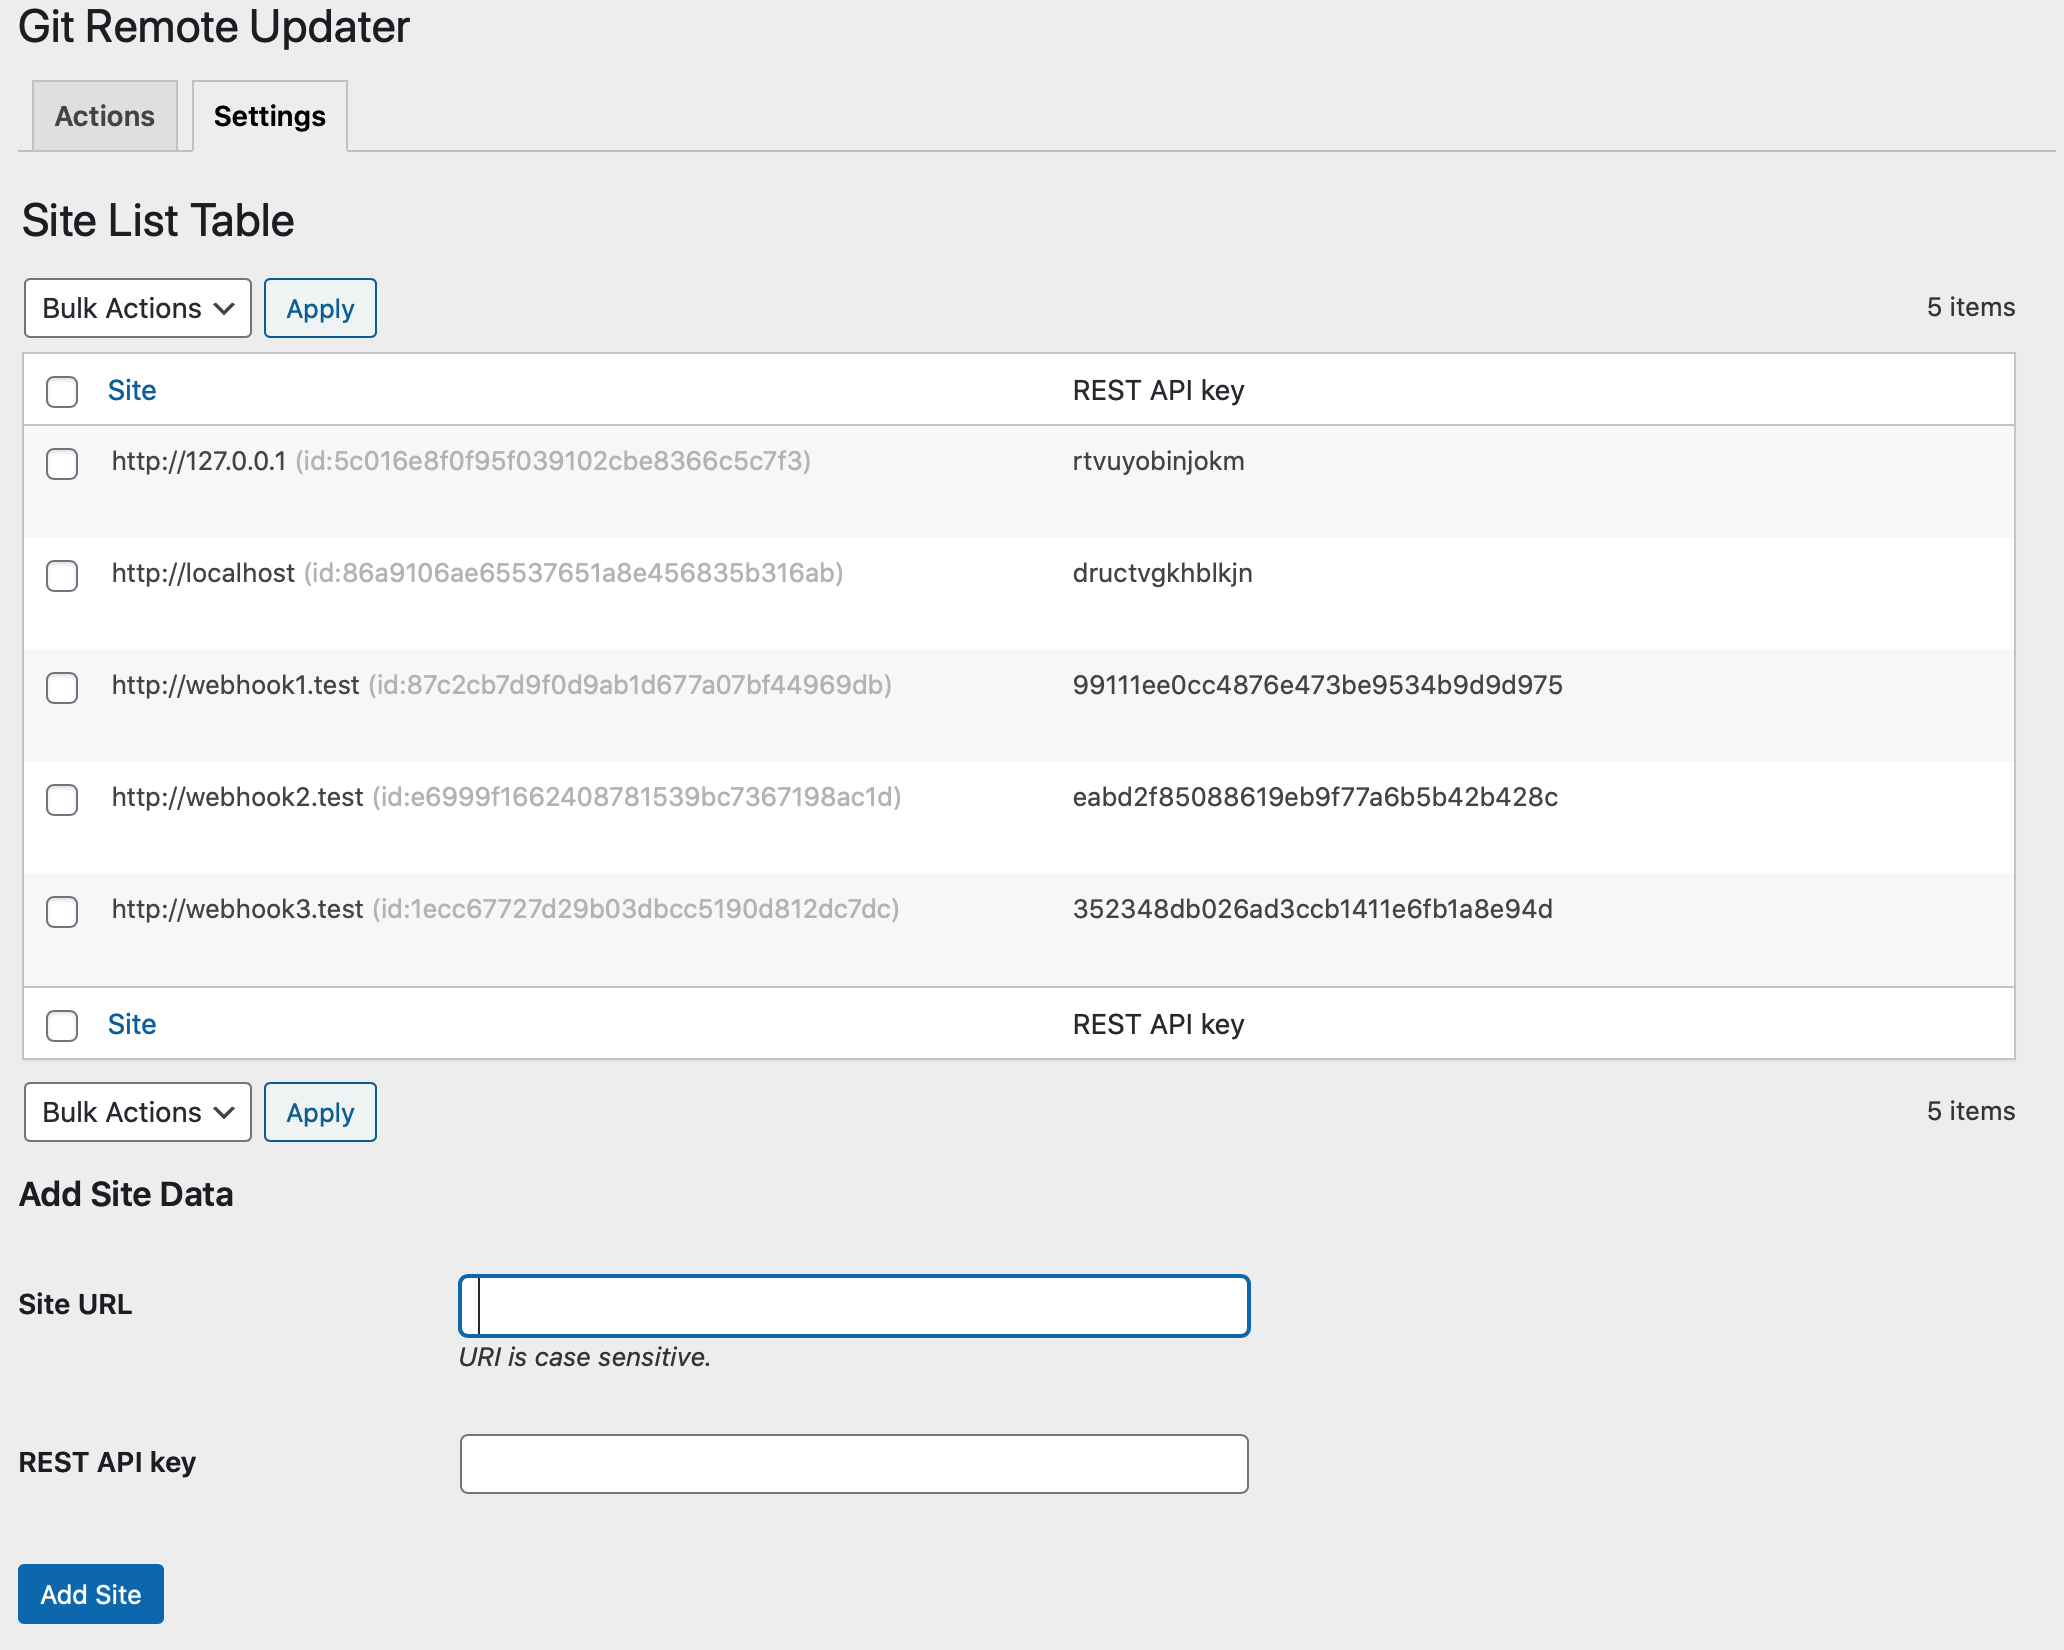 Git Remote Updater
Actions Settings
Site List Table
Bulk Actions Apply 5 items
Site REST API key
http://127.0.0.1 (id:5c016e8f0f95f039102cbe8366c5c7f3) rtvuyobinjokm
http://localhost (id:86a9106ae65537651a8e456835b316ab) dructvgkhblkjn
http://webhook1.test (id:87c2cb7d9f0d9ab1d677a07bf44969db) 99111ee0cc4876e473be9534b9d9d975
http://webhook2.test (id:e6999f1662408781539bc7367198ac1d) eabd2f85088619eb9f77a6b5b42b428c
http://webhook3.test (id:1ecc67727d29b03dbcc5190d812dc7dc) 352348db026ad3ccb1411e6fb1a8e94d
Site REST API key
Bulk Actions Apply 5 items
Add Site Data
Site URL
URI is case sensitive.
REST API key
Add Site